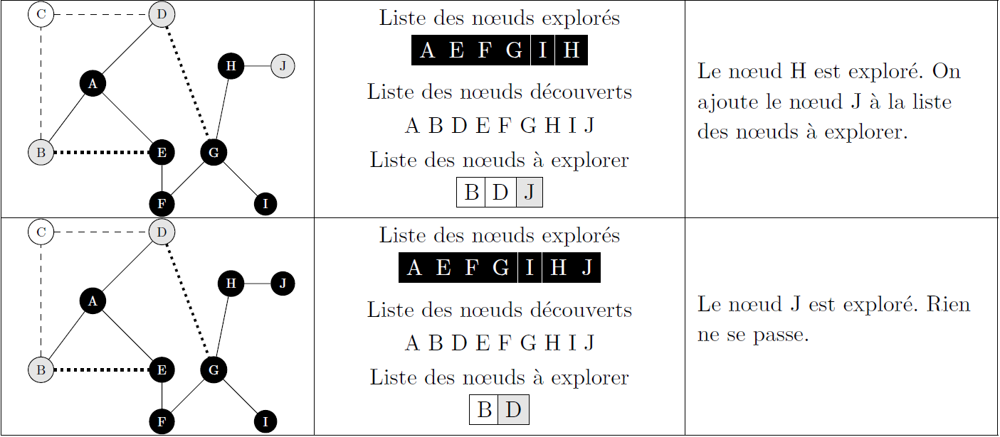 C D
H J
A
B E G
F I
Liste des nœuds explorés
A E F G I H
Liste des nœuds découverts
A B D E F G H I J
Liste des nœuds à explorer
B D J
Le nœud H est exploré. On
ajoute le nœud J à la liste
des nœuds à explorer.
C D
H J
A
B E G
F I
Liste des nœuds explorés
A E F G I H J
Liste des nœuds découverts
A B D E F G H I J
Liste des nœuds à explorer
B D
Le nœud J est exploré. Rien
ne se passe.